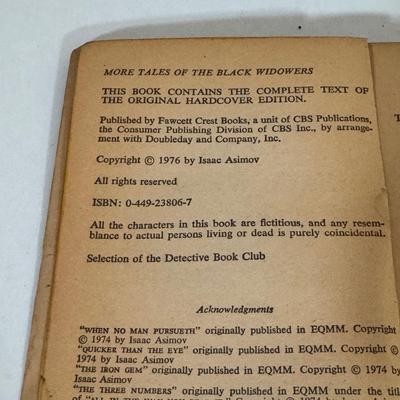 MORE TALES OF THE BLACK WIDOWERS
THIS BOOK CONTAINS THE COMPLETE TEXT OF
THE ORIGINAL HARDCOVER EDITION.
Published by Fawcett Crest Books, a unit of CBS Publications,
the Consumer Publishing Division of CBS Inc., by arrange-
ment with Doubleday and Company, Inc.
Copyright © 1976 by Isaac Asimov
All rights reserved
ISBN: 0-449-23806-7
All the characters in this book are fictitious, and any resem-
blance to actual persons living or dead is purely coincidental.
Selection of the Detective Book Club
Acknowledgments
"WHEN NO MAN PURSUETH" originally published in EQMM. Copyright
© 1974 by Isaac Asimov
"QUICKER THAN THE EYE" originally published in EQMM. Copyright
© 1974 by Isaac Asimov
"THE IRON GEM" originally published in EQMM. Copyright © 1974 by
Isaac Asimov
"THE THREE NUMBERS" originally published in EQMM under the title